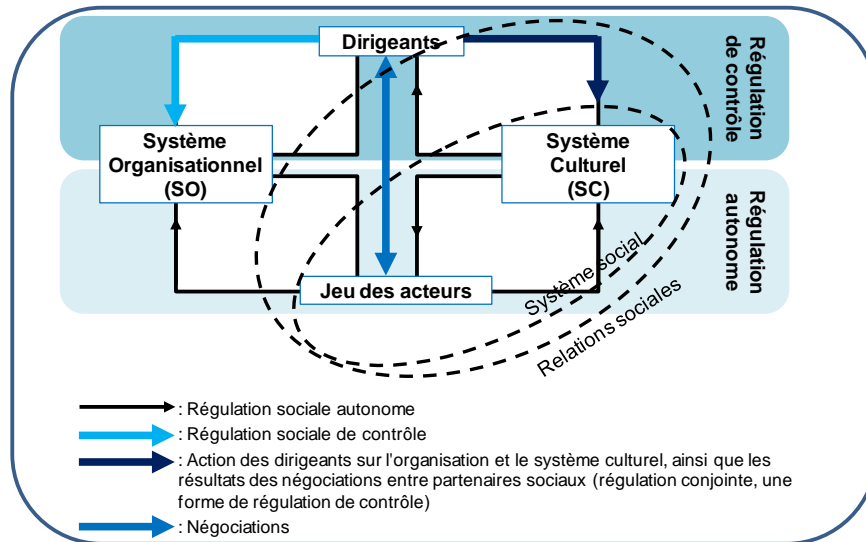 Dirigeants
Régulation
de contrôle
Système
Organisationnel
(SO)
Système
Culturel
(SC)
Régulation
autonome
Jeu des acteurs
Système social
Relations sociales
: Régulation sociale autonome
: Régulation sociale de contrôle
: Action des dirigeants sur l'organisation et le système culturel, ainsi que les
résultats des négociations entre partenaires sociaux (régulation conjointe, une
forme de régulation de contrôle)
: Négociations